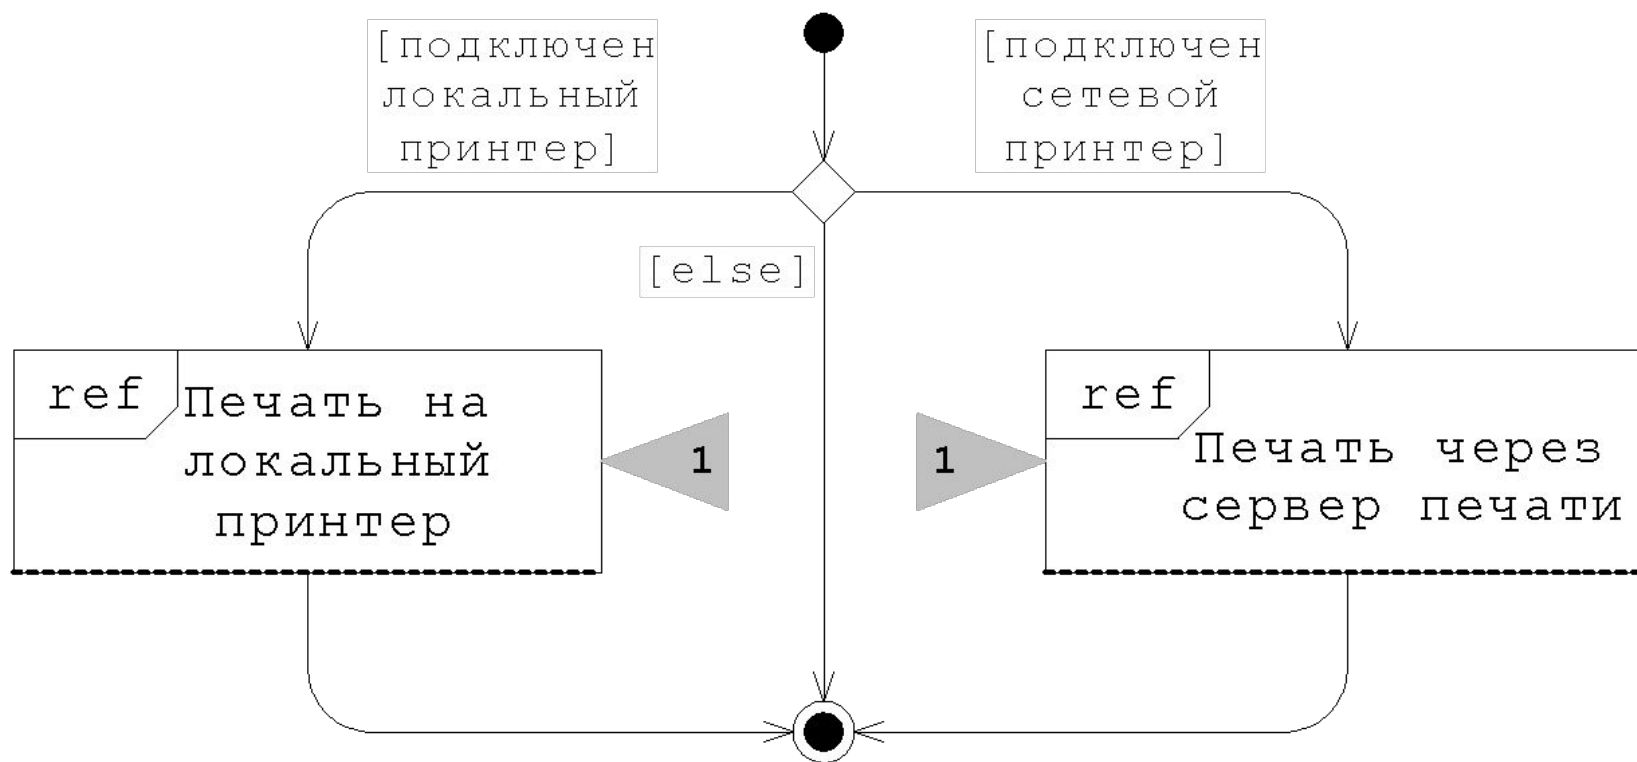 [подключен
локальный
принтер]
[подключен
сетевой
принтер]
[else]
ref
Печать на
локальный
принтер
1
1
ref
Печать через
сервер печати